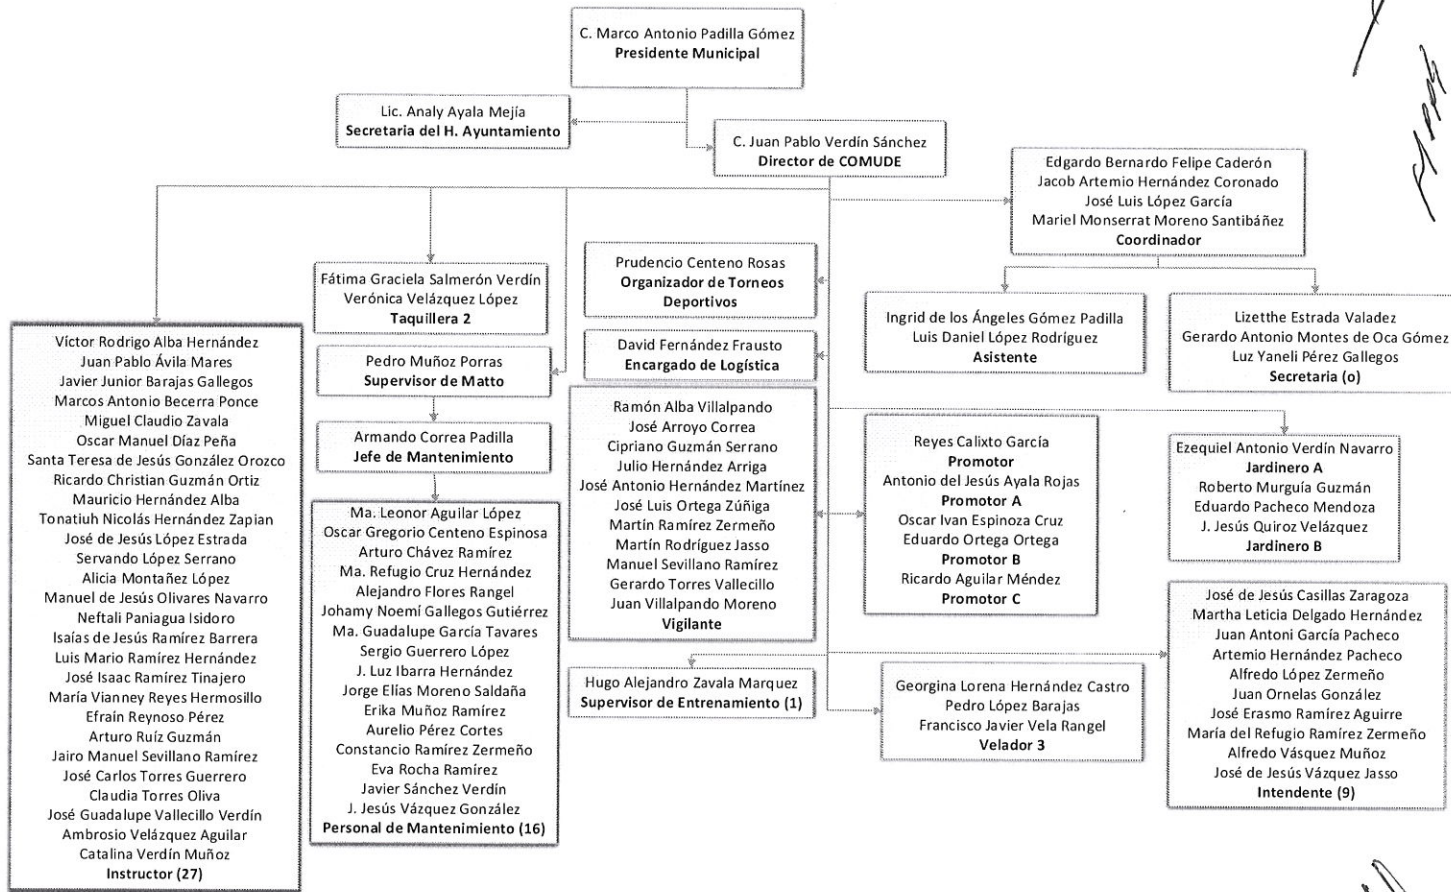 C. Marco Antonio Padilla Gómez
Presidente Municipal
Lic. Analy Ayala Mejía
Secretaria del H. Ayuntamiento
C. Juan Pablo Verdín Sánchez
Director de COMUDE
Edgardo Bernardo Felipe Caderón
Jacob Artemio Hernández Coronado
José Luis López García
Mariel Monserrat Moreno Santibáñez
Coordinador
Ingrid de los Ángeles Gómez Padilla
Luis Daniel López Rodríguez
Asistente
Lizetthe Estrada Valadez
Gerardo Antonio Montes de Oca Gómez
Luz Yaneli Pérez Gallegos
Secretaria (o)
Víctor Rodrigo Alba Hernández
Juan Pablo Ávila Mares
Javier Junior Barajas Gallegos
Marcos Antonio Becerra Ponce
Miguel Claudio Zavala
Oscar Manuel Díaz Peña
Santa Teresa de Jesús González Orozco
Ricardo Christian Guzmán Ortiz
Mauricio Hernández Alba
Tonatiuh Nicolás Hernández Zapian
José de Jesús López Estrada
Servando López Serrano
Alicia Montañez López
Manuel de Jesús Olivares Navarro
Neftali Paniagua Isidoro
Isaías de Jesús Ramírez Barrera
Luis Mario Ramírez Hernández
José Isaac Ramírez Tinajero
María Vianney Reyes Hermosillo
Efraín Reynoso Pérez
Arturo Ruíz Guzmán
Jairo Manuel Sevillano Ramírez
José Carlos Torres Guerrero
Claudia Torres Oliva
José Guadalupe Vallecillo Verdín
Ambrosio Velázquez Aguilar
Catalina Verdín Muñoz
Instructor (27)
Fátima Graciela Salmerón Verdín
Verónica Velázquez López
Taquillera 2
Pedro Muñoz Porras
Supervisor de Matto
Armando Correa Padilla
Jefe de Mantenimiento
Ma. Leonor Aguilar López
Oscar Gregorio Centeno Espinosa
Arturo Chávez Ramírez
Ma. Refugio Cruz Hernández
Alejandro Flores Rangel
Johamy Noemí Gallegos Gutiérrez
Ma. Guadalupe García Tavares
Sergio Guerrero López
J. Luz Ibarra Hernández
Jorge Elías Moreno Saldaña
Erika Muñoz Ramírez
Aurelio Pérez Cortes
Constancio Ramírez Zermeño
Eva Rocha Ramírez
Javier Sánchez Verdín
J. Jesús Vázquez González
Personal de Mantenimiento (16)
Prudencio Centeno Rosas
Organizador de Torneos
Deportivos
David Fernández Frausto
Encargado de Logística
Ramón Alba Villalpando
José Arroyo Correa
Cipriano Guzmán Serrano
Julio Hernández Arriga
José Antonio Hernández Martínez
José Luis Ortega Zúñiga
Martín Ramírez Zermeño
Martín Rodríguez Jasso
Manuel Sevillano Ramírez
Gerardo Torres Vallecillo
Juan Villalpando Moreno
Vigilante
Hugo Alejandro Zavala Marquez
Supervisor de Entrenamiento (1)
Reyes Calixto García
Promotor
Antonio del Jesús Ayala Rojas
Promotor A
Oscar Ivan Espinoza Cruz
Eduardo Ortega Ortega
Promotor B
Ricardo Aguilar Méndez
Promotor C
Ezequiel Antonio Verdín Navarro
Jardinero A
Roberto Murguía Guzmán
Eduardo Pacheco Mendoza
J. Jesús Quiroz Velázquez
Jardinero B
Georgina Lorena Hernández Castro
Pedro López Barajas
Francisco Javier Vela Rangel
Velador 3
José de Jesús Casillas Zaragoza
Martha Leticia Delgado Hernández
Juan Antoni García Pacheco
Artemio Hernández Pacheco
Alfredo López Zermeño
Juan Ornelas González
José Erasmo Ramírez Aguirre
María del Refugio Ramírez Zermeño
Alfredo Vásquez Muñoz
José de Jesús Vázquez Jasso
Intendente (9)